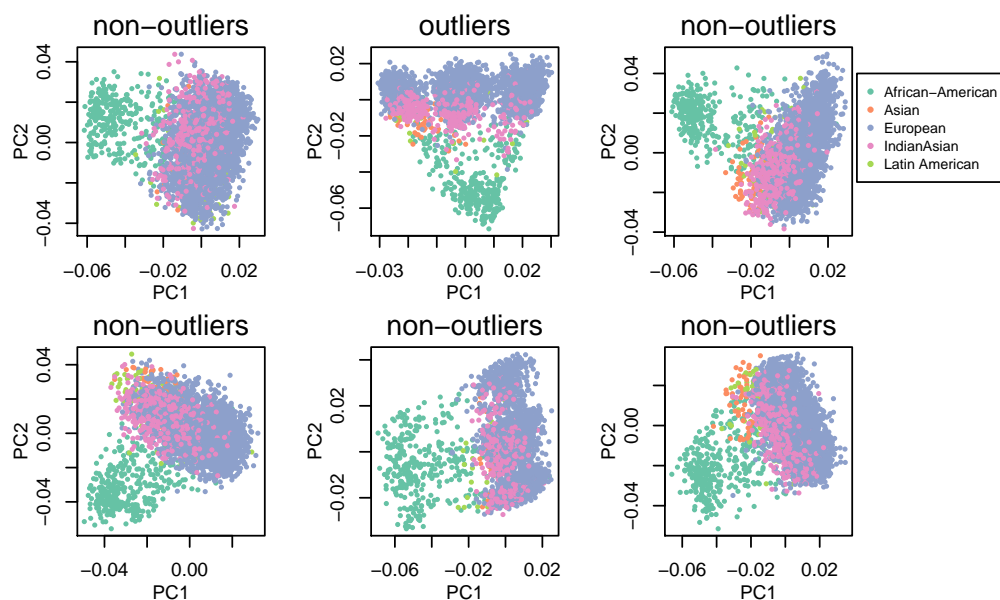 non−outliers
outliers
non−outliers
0.04
0.00
−0.04
PC2
−0.06
−0.02
0.02
PC1
0.02
−0.02
−0.06
PC2
−0.03
0.00
0.02
PC1
0.04
0.00
−0.04
PC2
−0.06
−0.02
0.02
PC1
African−American
Asian
European
IndianAsian
Latin American
non−outliers
non−outliers
non−outliers
0.04
0.00
−0.04
PC2
−0.04
0.00
PC1
0.02
−0.02
PC2
−0.06
−0.02
0.02
PC1
0.00
−0.04
PC2
−0.06
−0.02
0.02
PC1